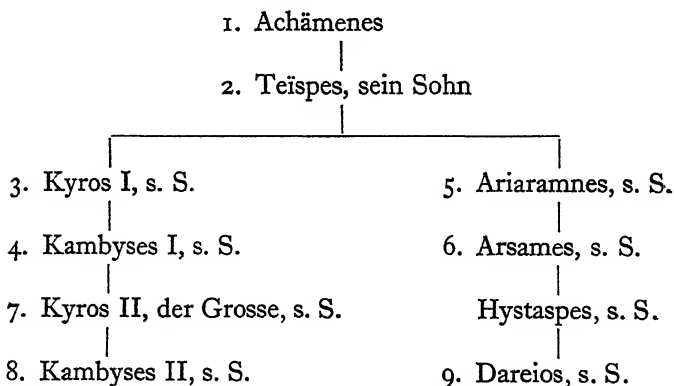 1. Achämenes
2. Teïspes, sein Sohn
3. Kyros I, s. S.
5. Ariaramnes, s. S.
4. Kambyses I, s. S.
6. Arsames, s. S.
7. Kyros II, der Grosse, s. S.
Hystaspes, s. S.
8. Kambyses II, s. S.
9. Dareios, s. S.